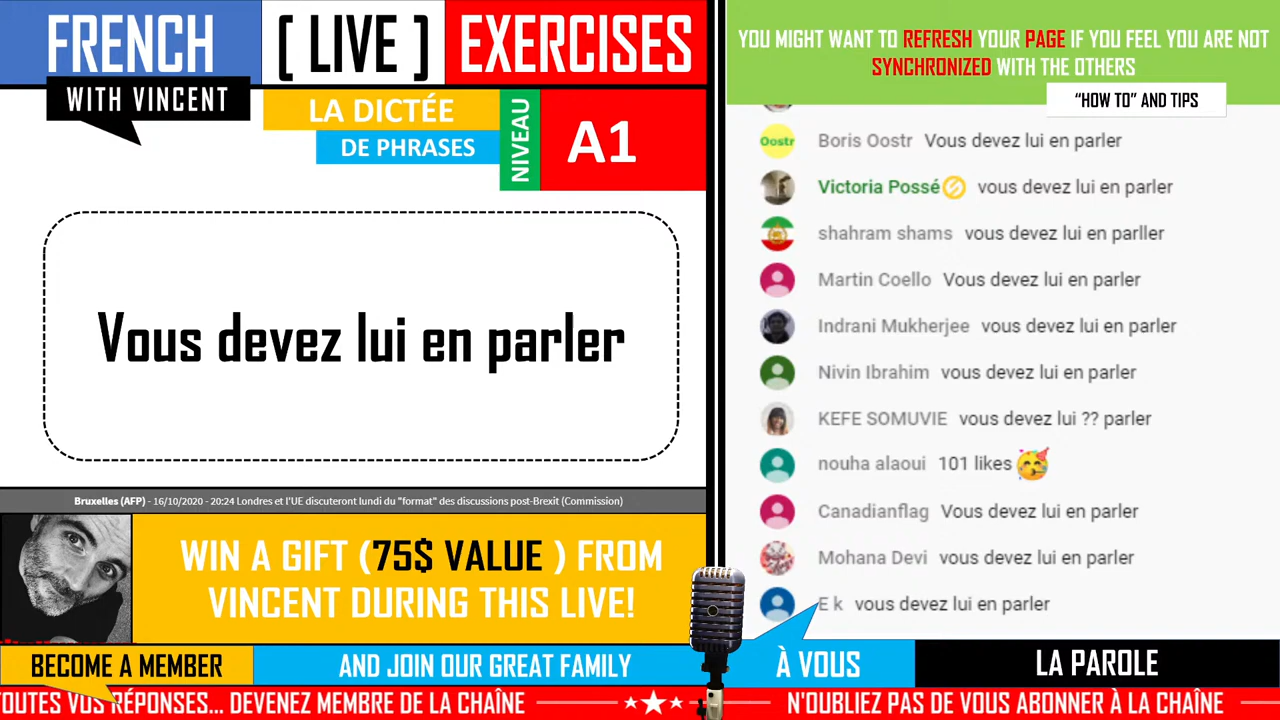 FRENCH [ LIVE ] EXERCISES
WITH VINCENT
LA DICTÉE
DE PHRASES
NIVEAU
A1
Vous devez lui en parler
Bruxelles (AFP) - 16/10/2020 - 20:24 Londres et l'UE discuteront lundi du "format" des discussions post-Brexit (Commission)
WIN A GIFT (75$ VALUE ) FROM
VINCENT DURING THIS LIVE!
BECOME A MEMBER
AND JOIN OUR GREAT FAMILY
YOU MIGHT WANT TO REFRESH YOUR PAGE IF YOU FEEL YOU ARE NOT
SYNCHRONIZED WITH THE OTHERS
“HOW TO” AND TIPS
Oostr
Boris Oostr Vous devez lui en parler
Victoria Possé vous devez lui en parler
shahram shams vous devez lui en parller
Martin Coello Vous devez lui en parler
Indrani Mukherjee vous devez lui en parler
Nivin Ibrahim vous devez lui en parler
KEFE SOMUVIE vous devez lui ?? parler
nouha alaoui 101 likes 🥳
Canadianflag Vous devez lui en parler
Mohana Devi vous devez lui en parler
E k vous devez lui en parler
À VOUS
LA PAROLE
TOUTES VOS RÉPONSES... DEVENEZ MEMBRE DE LA CHAÎNE
N'OUBLIEZ PAS DE VOUS ABONNER À LA CHAÎNE